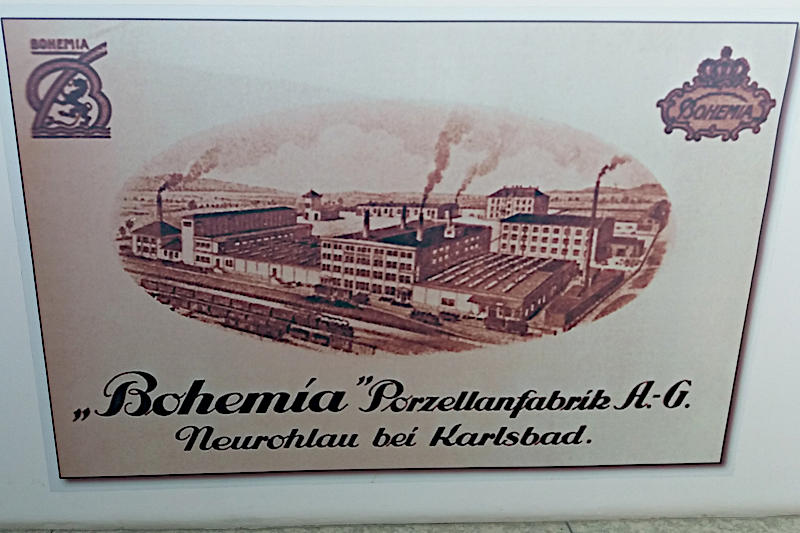 BOHEMIA
B
BOHEMIA
„Bohemia” Porzellanfabrik A.-G.
Neurohlau bei Karlsbad.